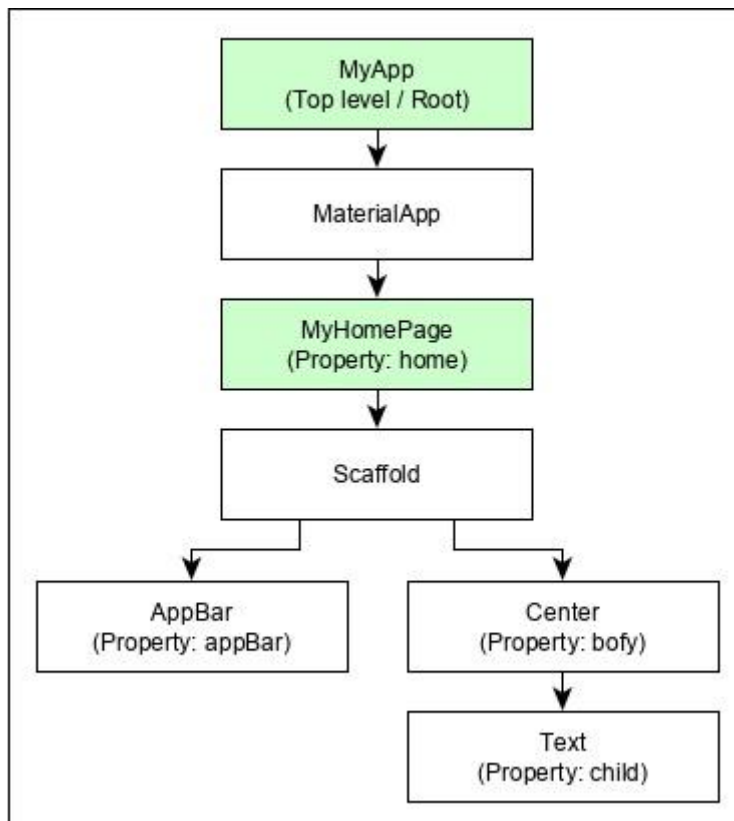 MyApp
(Top level / Root)
MaterialApp
MyHomePage
(Property: home)
Scaffold
AppBar
(Property: appBar)
Center
(Property: bofy)
Text
(Property: child)